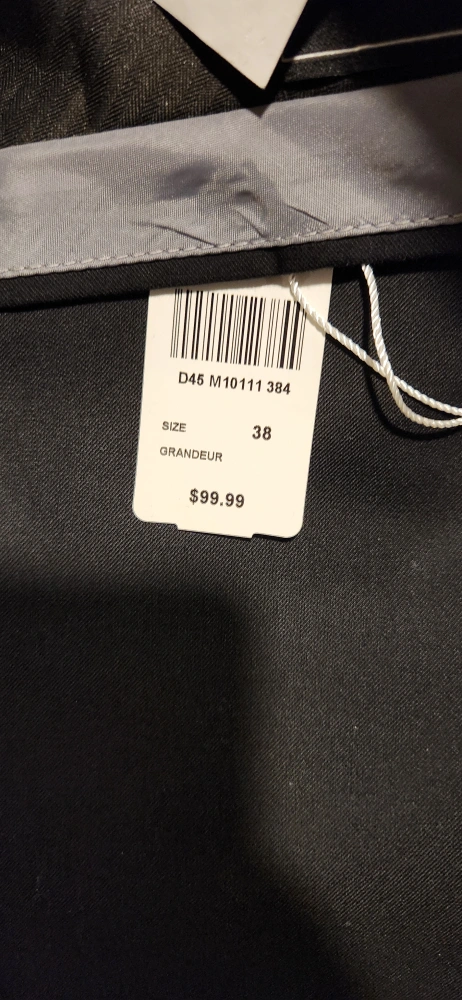 D45 M10111 384
SIZE 38
GRANDEUR
$99.99